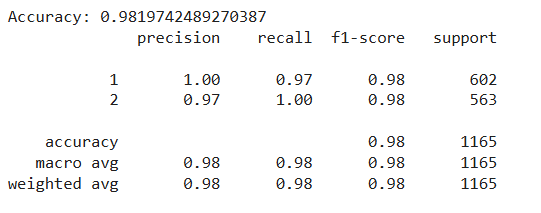 Accuracy: 0.9819742489270387
precision recall f1-score support
1 1.00 0.97 0.98 602
2 0.97 1.00 0.98 563
accuracy 0.98 1165
macro avg 0.98 0.98 0.98 1165
weighted avg 0.98 0.98 0.98 1165